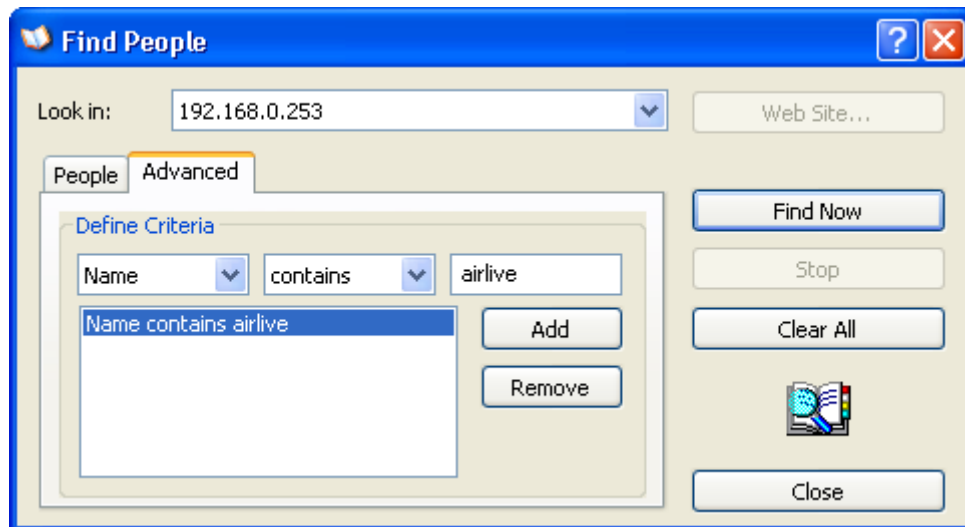 Find People
Look in: 192.168.0.253 Web Site...
People Advanced
Find Now
Define Criteria
Name contains airlive
Stop
Name contains airlive
Add
Clear All
Remove
Close